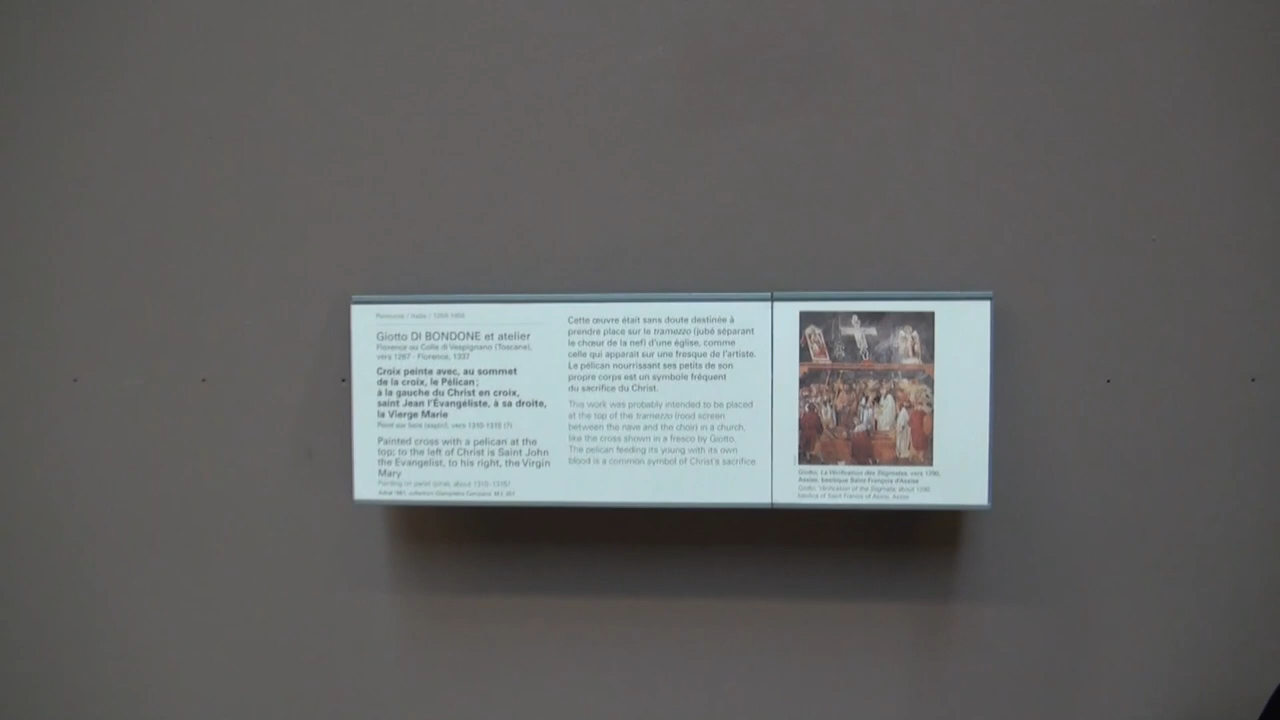 Peintures / Italie / 1200-1400
Giotto DI BONDONE et atelier
Florence ou Colle di Vespignano (Toscane),
vers 1267 - Florence, 1337
Croix peinte avec, au sommet
de la croix, le Pélican ;
à la gauche du Christ en croix,
saint Jean l'Évangéliste, à sa droite,
la Vierge Marie
Peint sur bois (sapin), vers 1310-1315 (?)
Painted cross with a pelican at the
top; to the left of Christ is Saint John
the Evangelist, to his right, the Virgin
Mary
Painting on panel about 1310-1315?
collection Campana
Cette œuvre était sans doute destinée à
prendre place sur le tramezzo (jubé séparant
le chœur de la nef) d'une église, comme
celle qui apparait sur une fresque de l'artiste.
Le pélican nourrissant ses petits de son
propre corps est un symbole fréquent
du sacrifice du Christ.
This work was probably intended to be placed
at the top of the tramezzo (rood screen
between the nave and the choir) in a church,
like the cross shown in a fresco by Giotto.
The pelican feeding its young with its own
blood is a common symbol of Christ's sacrifice
Giotto, La Vérification des Stigmates, vers 1290,
Assise, basilique Saint François d'Assise
Giotto, Verification of the Stigmata, about 1290,
basilica of Saint Francis of Assisi, Assisi